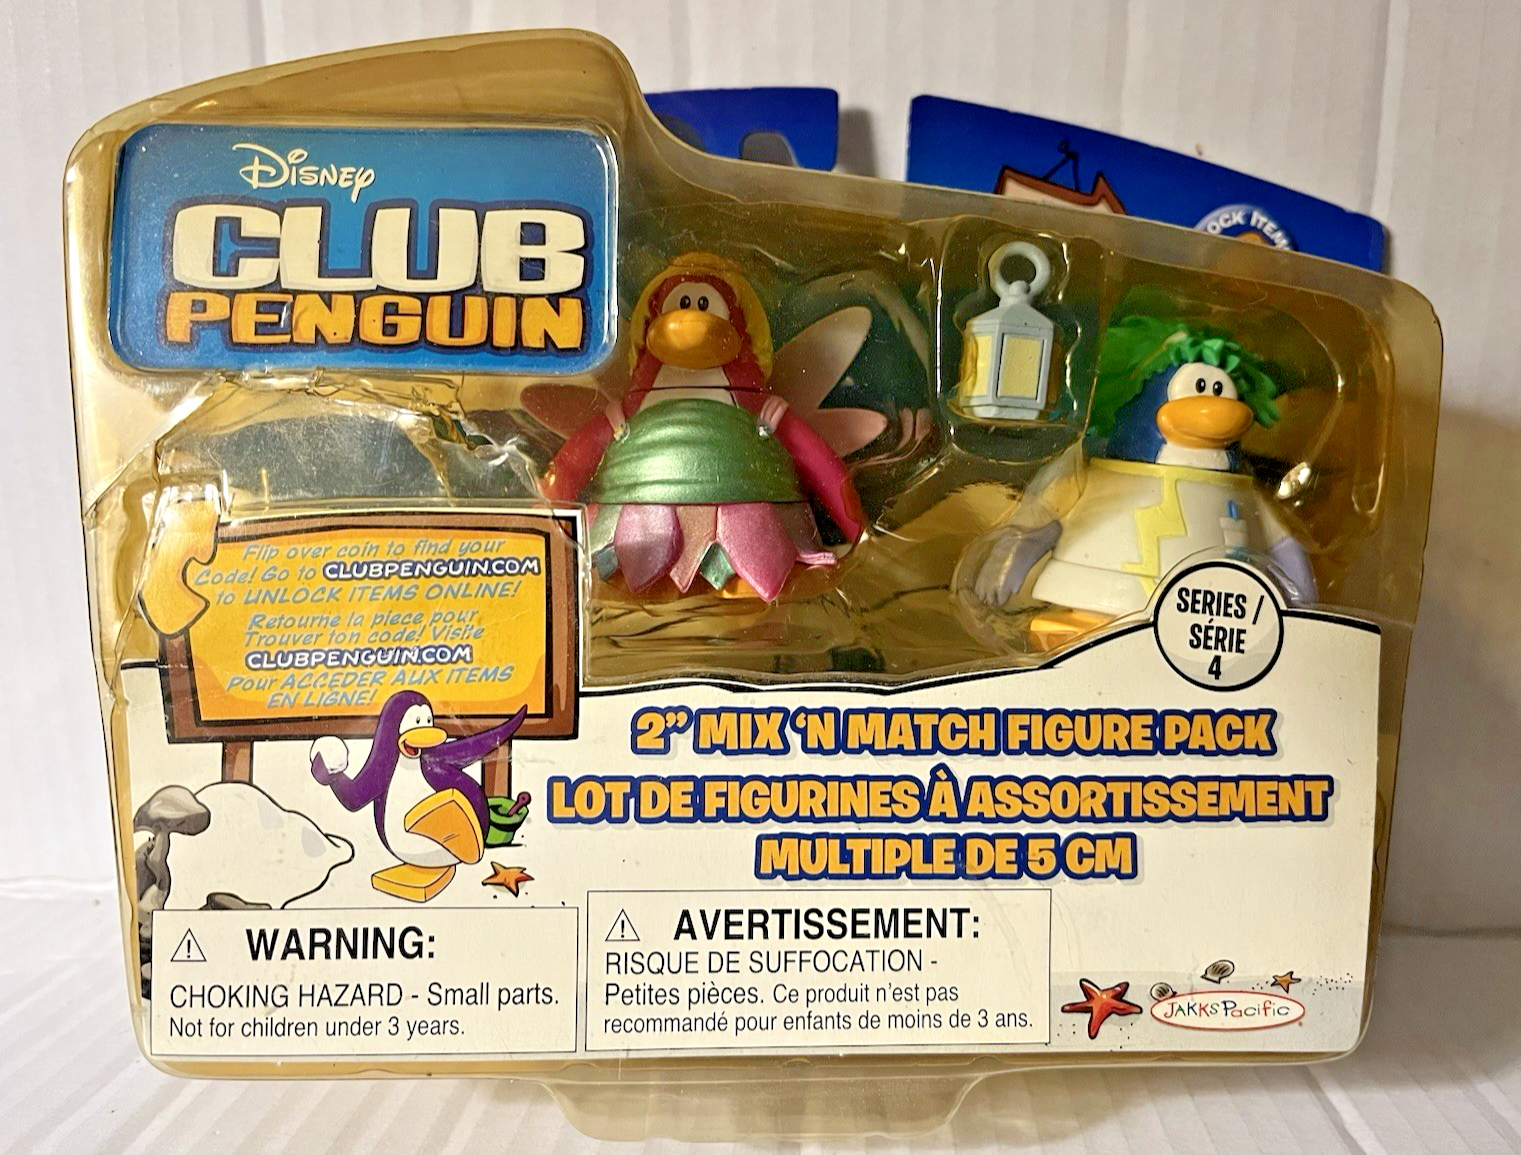 Disney
CLUB
PENGUIN
OCK ITEM
Flip over coin to find your
Code! Go to CLUBPENGUIN.COM
to UNLOCK ITEMS ONLINE!
Retourne la piece pour
Trouver ton code! Visite
CLUBPENGUIN.COM
Pour ACCEDER AUX ITEMS
EN LIGNE!
SERIES /
SÉRIE
4
2” MIX ‘N MATCH FIGURE PACK
LOT DE FIGURINES À ASSORTISSEMENT
MULTIPLE DE 5 CM
WARNING:
CHOKING HAZARD - Small parts.
Not for children under 3 years.
AVERTISSEMENT:
RISQUE DE SUFFOCATION -
Petites pièces. Ce produit n’est pas
recommandé pour enfants de moins de 3 ans.
JAKKS Pacific